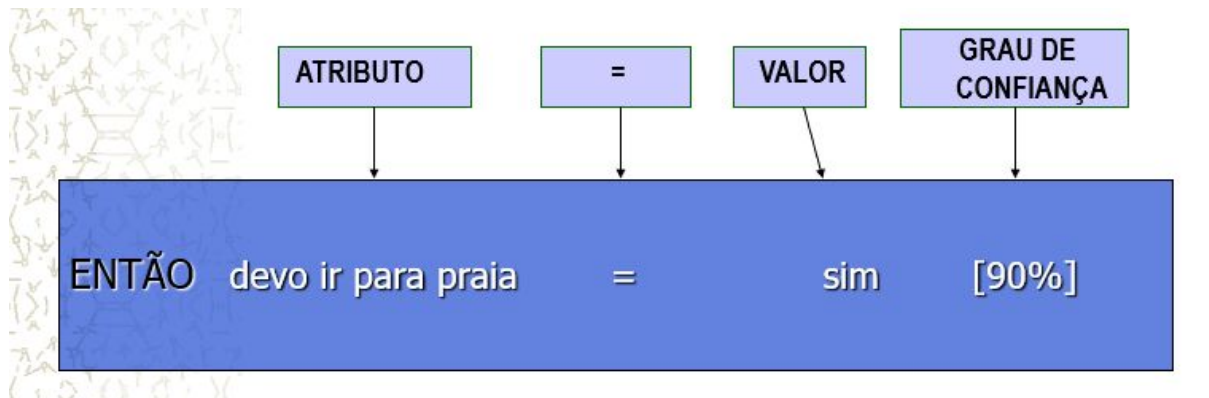 ATRIBUTO
=
VALOR
GRAU DE
CONFIANÇA
ENTÃO devo ir para praia = sim [90%]